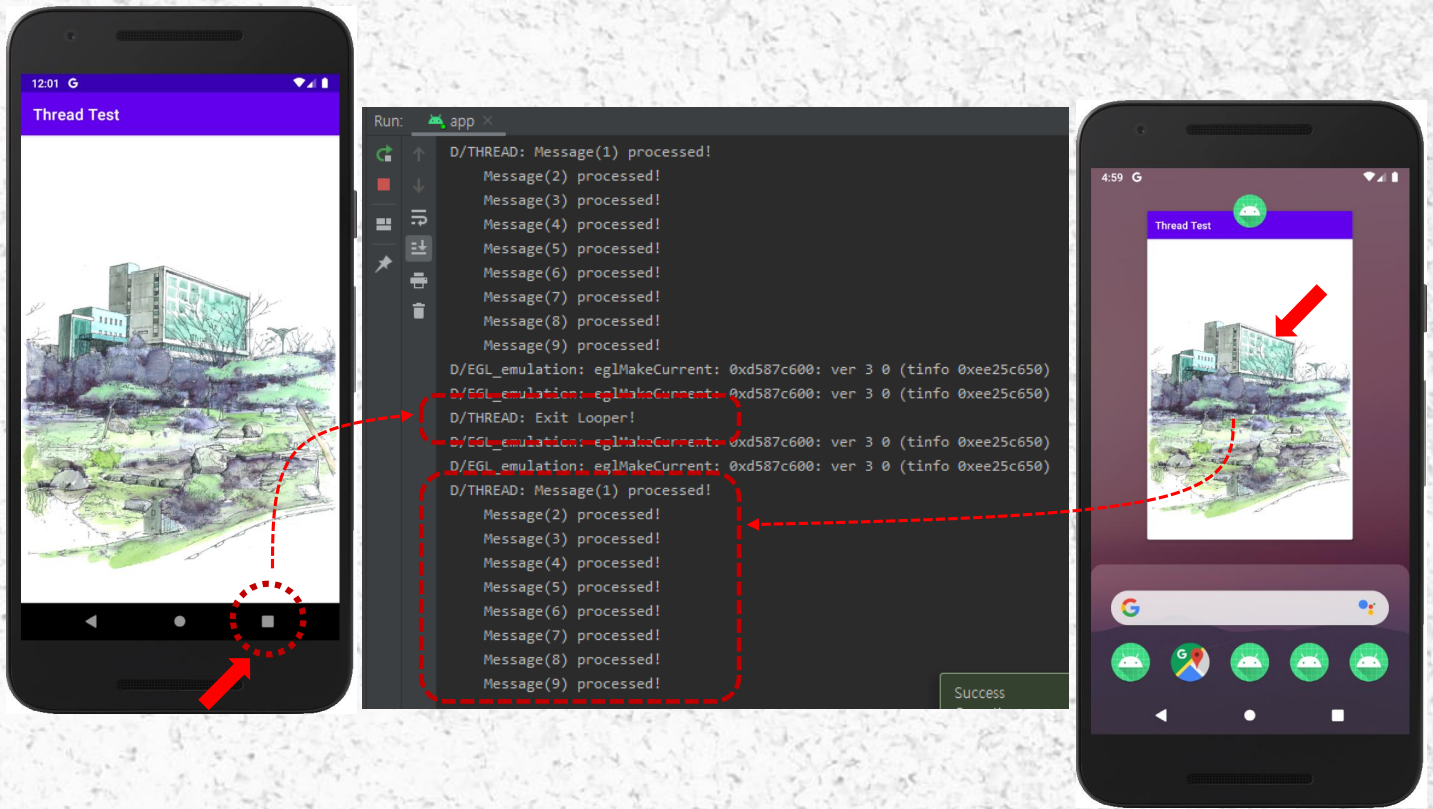 12:01 G
Thread Test
Run: app ×
D/THREAD: Message(1) processed!
Message(2) processed!
Message(3) processed!
Message(4) processed!
Message(5) processed!
Message(6) processed!
Message(7) processed!
Message(8) processed!
Message(9) processed!
D/EGL_emulation: eglMakeCurrent: 0xd587c600: ver 3 0 (tinfo 0xee25c650)
D/EGL_emulation: eglMakeCurrent: 0xd587c600: ver 3 0 (tinfo 0xee25c650)
D/THREAD: Exit Looper!
D/EGL_emulation: eglMakeCurrent: 0xd587c600: ver 3 0 (tinfo 0xee25c650)
D/EGL_emulation: eglMakeCurrent: 0xd587c600: ver 3 0 (tinfo 0xee25c650)
D/THREAD: Message(1) processed!
Message(2) processed!
Message(3) processed!
Message(4) processed!
Message(5) processed!
Message(6) processed!
Message(7) processed!
Message(8) processed!
Message(9) processed!
Success
4:59 G
Thread Test
G
G